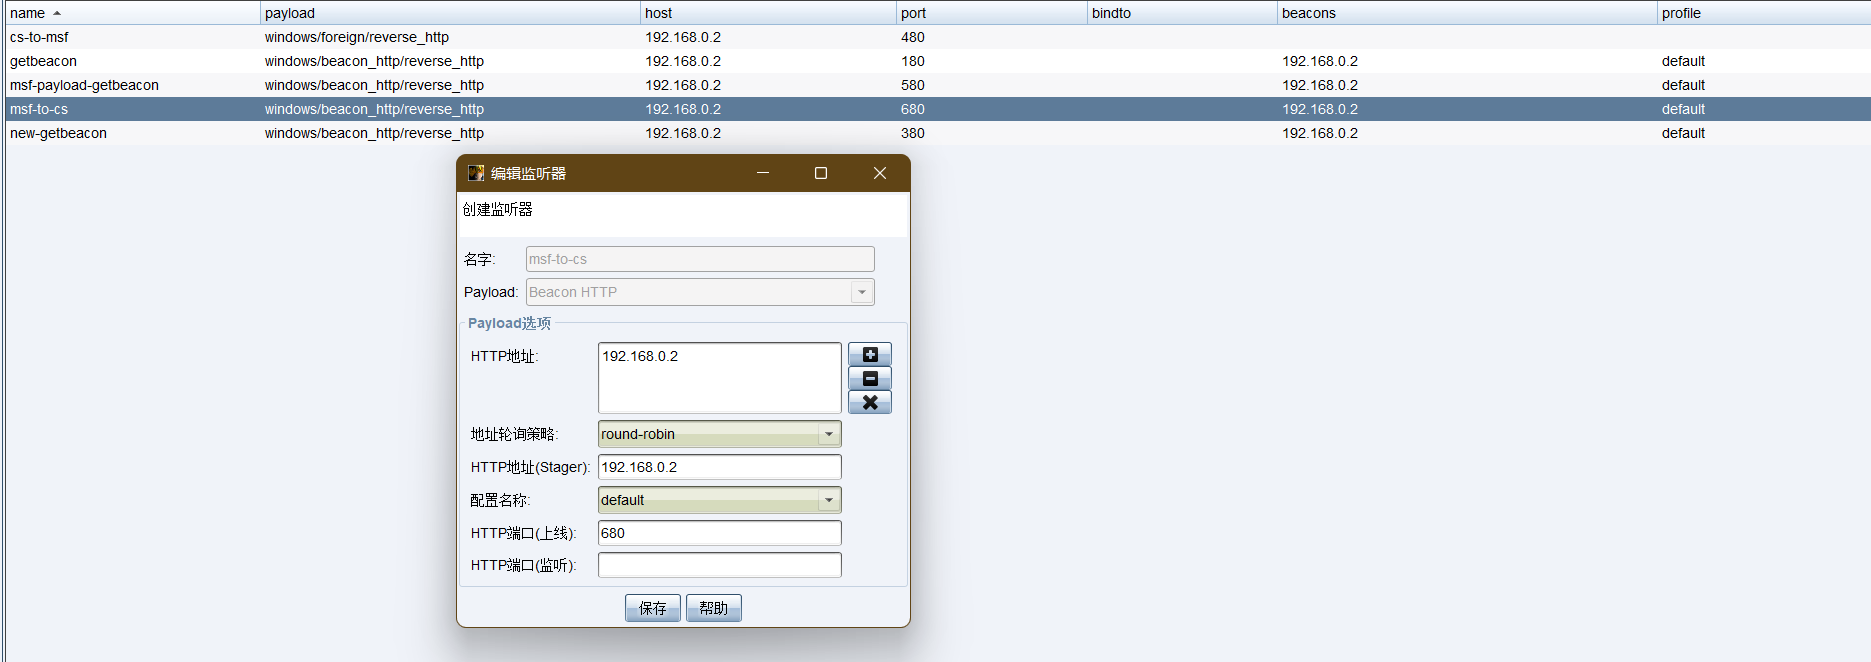 name payload host port bindto beacons profile
cs-to-msf windows/foreign/reverse_http 192.168.0.2 480
getbeacon windows/beacon_http/reverse_http 192.168.0.2 180 192.168.0.2 default
msf-payload-getbeacon windows/beacon_http/reverse_http 192.168.0.2 580 192.168.0.2 default
msf-to-cs windows/beacon_http/reverse_http 192.168.0.2 680 192.168.0.2 default
new-getbeacon windows/beacon_http/reverse_http 192.168.0.2 380 192.168.0.2 default
编辑监听器
创建监听器
名字: msf-to-cs
Payload: Beacon HTTP
Payload选项
HTTP地址: 192.168.0.2
地址轮询策略: round-robin
HTTP地址(Stager): 192.168.0.2
配置名称: default
HTTP端口(上线): 680
HTTP端口(监听):
保存 帮助